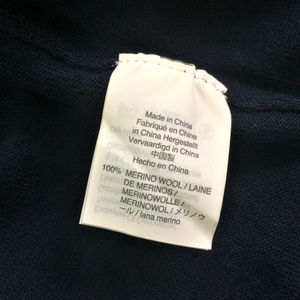 Made in China
Fabriqué en Chine
in China Hergestellt
Vervaardigd in China
中国製
Hecho en China
100% MERINO WOOL / LAINE
DE MERINOS /
MERINOWOLLE /
MERINOWOL / メリノウ
ール / lana merino